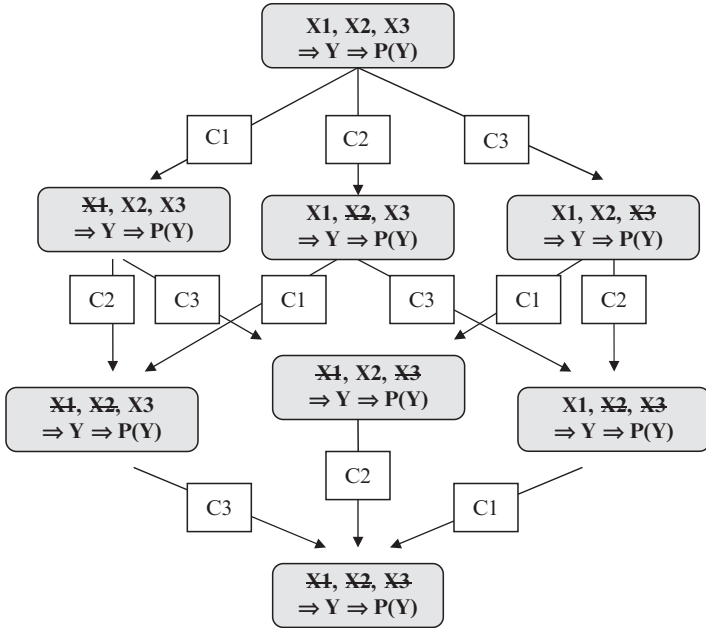 X1, X2, X3
⇒ Y ⇒ P(Y)
C1
C2
C3
X1, X2, X3
⇒ Y ⇒ P(Y)
X1, X2, X3
⇒ Y ⇒ P(Y)
X1, X2, X3
⇒ Y ⇒ P(Y)
C2
C3
C1
C3
C1
C2
X1, X2, X3
⇒ Y ⇒ P(Y)
X1, X2, X3
⇒ Y ⇒ P(Y)
X1, X2, X3
⇒ Y ⇒ P(Y)
C3
C2
C1
X1, X2, X3
⇒ Y ⇒ P(Y)